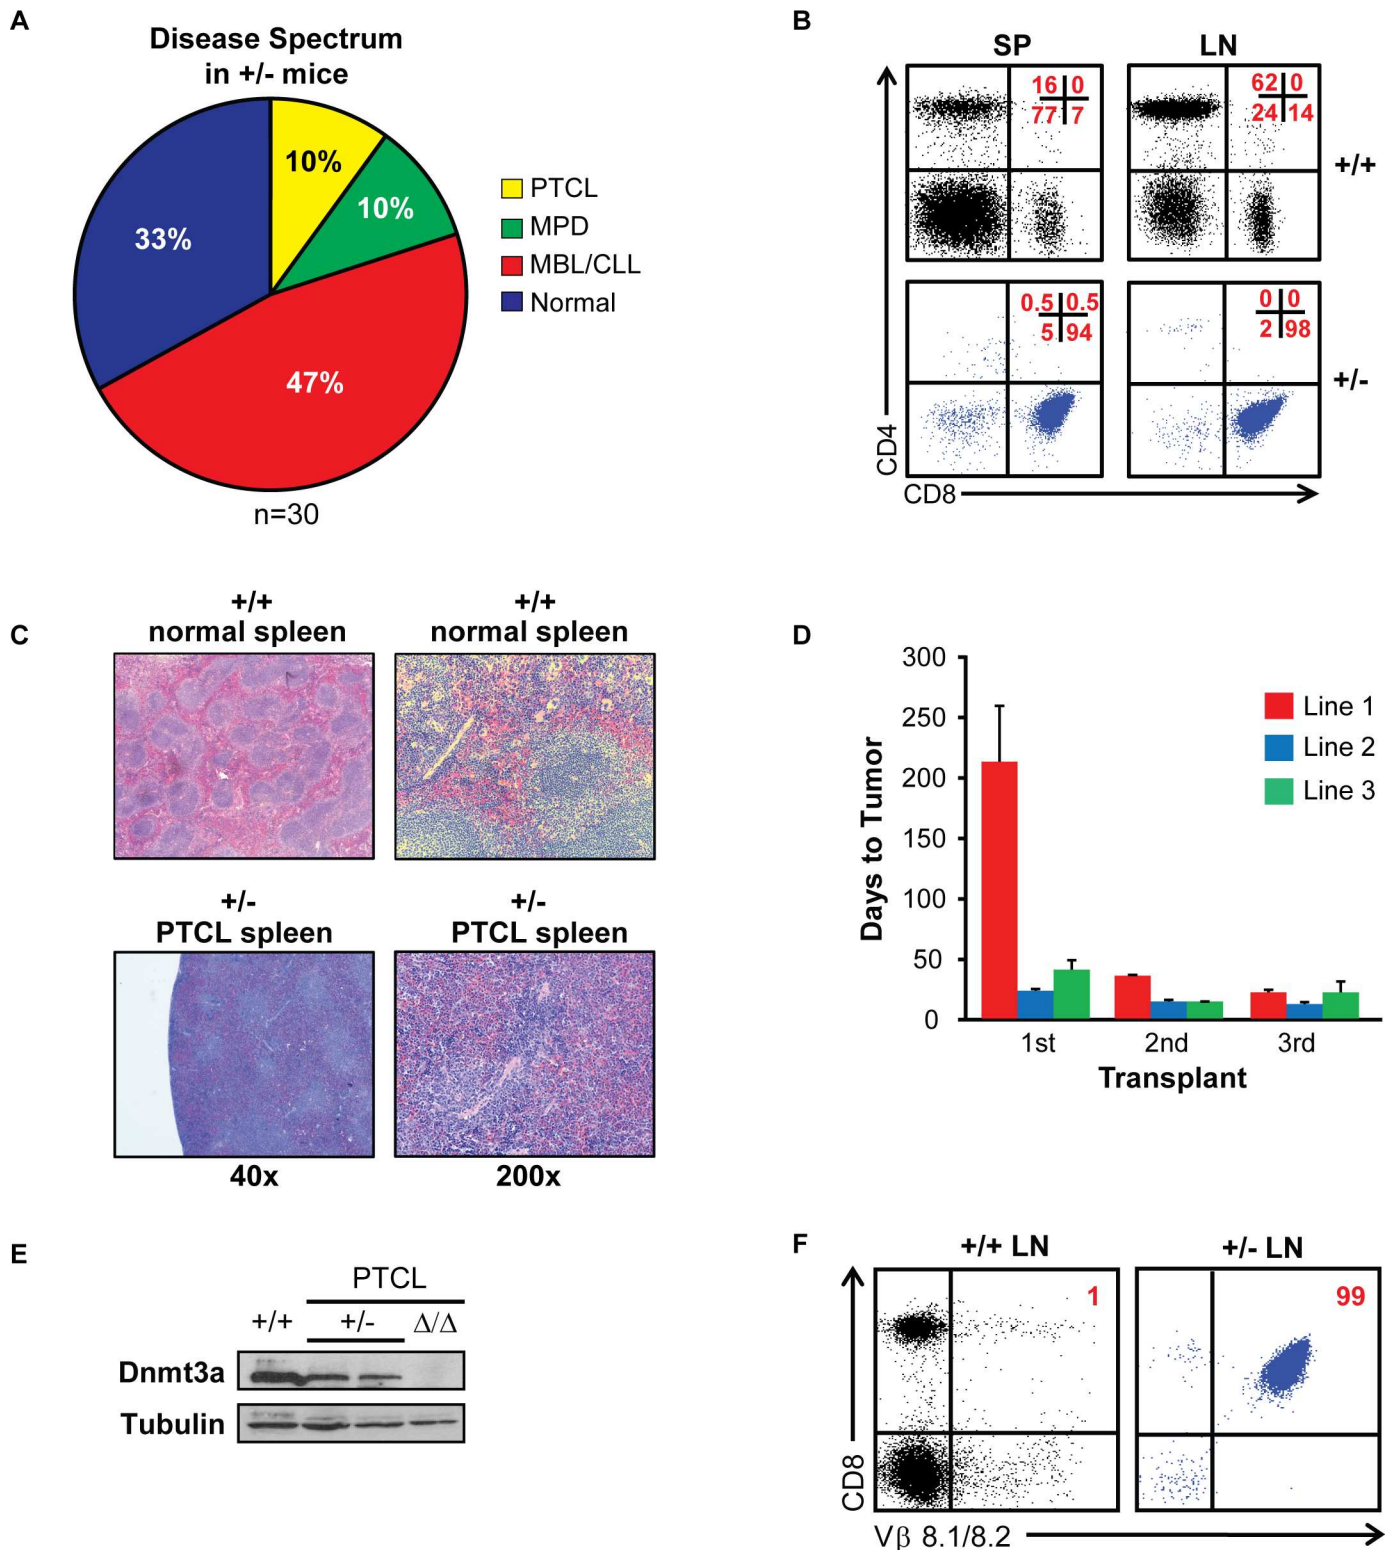 A
Disease Spectrum
in +/- mice
10%
10%
33%
47%
PTCL
MPD
MBL/CLL
Normal
n=30
B
SP
LN
16 0
77 7
62 0
24 14
+/+
0.5 0.5
5 94
0 0
2 98
+/-
CD4
CD8
C
+/+
normal spleen
+/+
normal spleen
+/-
PTCL spleen
+/-
PTCL spleen
40x
200x
D
300
250
200
150
100
50
0
Days to Tumor
Line 1
Line 2
Line 3
1st
2nd
3rd
Transplant
E
PTCL
+/+
+/-
Δ/Δ
Dnmt3a
Tubulin
F
+/+ LN
+/- LN
1
99
CD8
Vβ 8.1/8.2